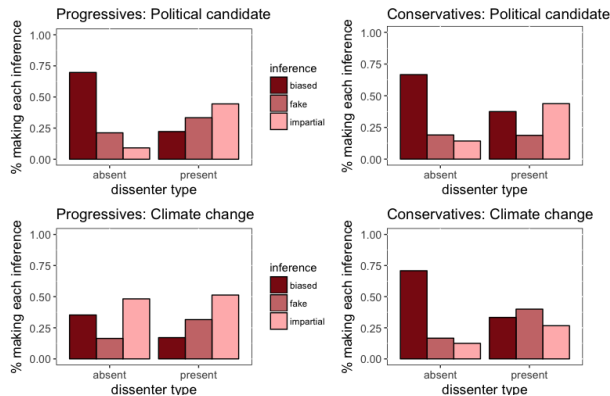 Progressives: Political candidate
% making each inference
1.00
0.75
0.50
0.25
0.00
absent
present
dissenter type
inference
biased
fake
impartial
Conservatives: Political candidate
% making each inference
1.00
0.75
0.50
0.25
0.00
absent
present
dissenter type
Progressives: Climate change
% making each inference
1.00
0.75
0.50
0.25
0.00
absent
present
dissenter type
inference
biased
fake
impartial
Conservatives: Climate change
% making each inference
1.00
0.75
0.50
0.25
0.00
absent
present
dissenter type